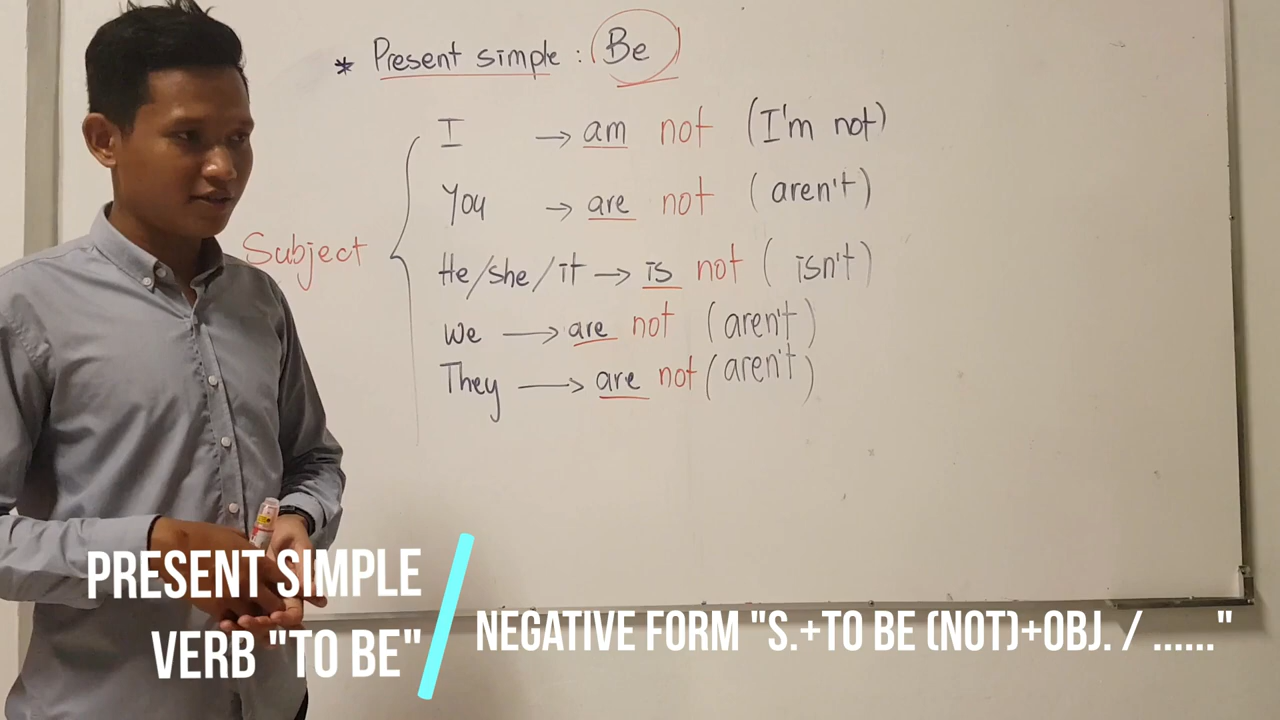 * Present simple : Be
I → am not (I'm not)
You → are not (aren't)
Subject
He/she/it → is not (isn't)
we → are not (aren't)
They → are not (aren't)
PRESENT SIMPLE
VERB "TO BE"
NEGATIVE FORM "S.+TO BE (NOT)+OBJ. / ......"